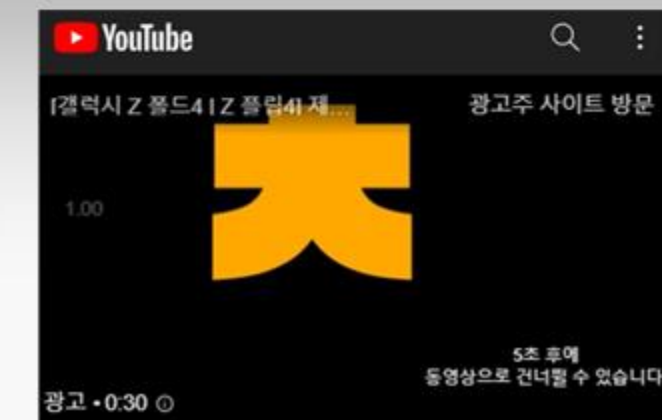 YouTube
[갤럭시 Z 폴드4 I Z 플립4] 제...
광고주 사이트 방문
ㅊ
1.00
5초 후에
동영상으로 건너뛸 수 있습니다
광고 • 0:30